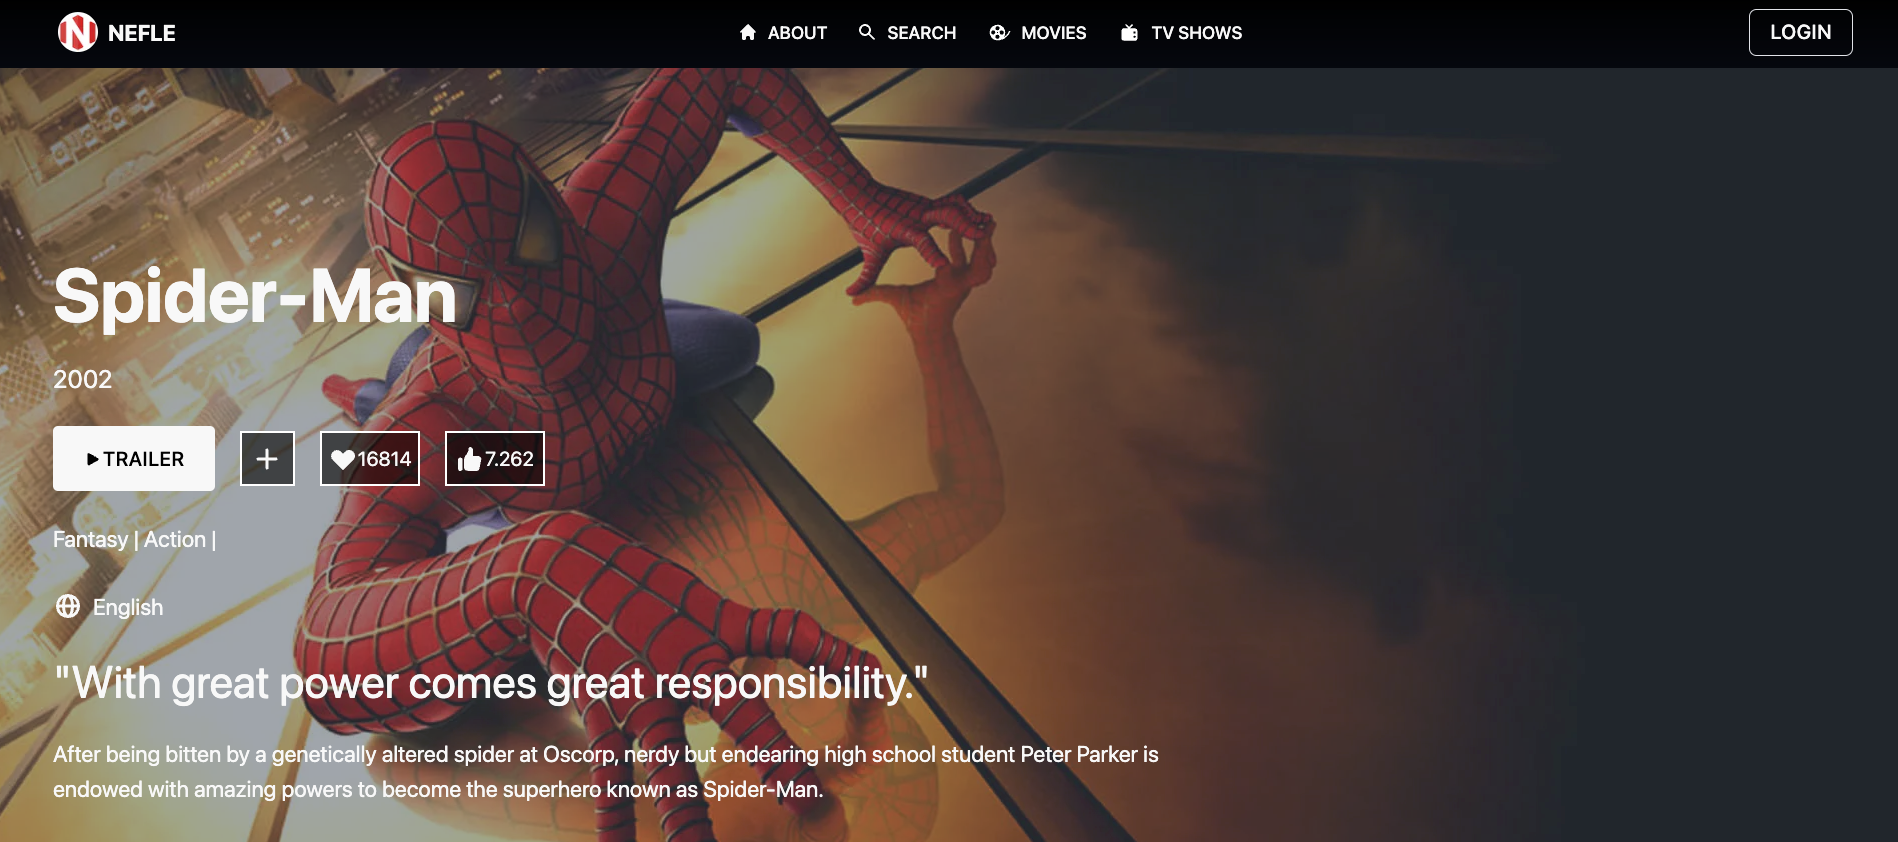 NEFLE
ABOUT
SEARCH
MOVIES
TV SHOWS
LOGIN
Spider-Man
2002
TRAILER
16814
7.262
Fantasy | Action |
English
"With great power comes great responsibility."
After being bitten by a genetically altered spider at Oscorp, nerdy but endearing high school student Peter Parker is
endowed with amazing powers to become the superhero known as Spider-Man.